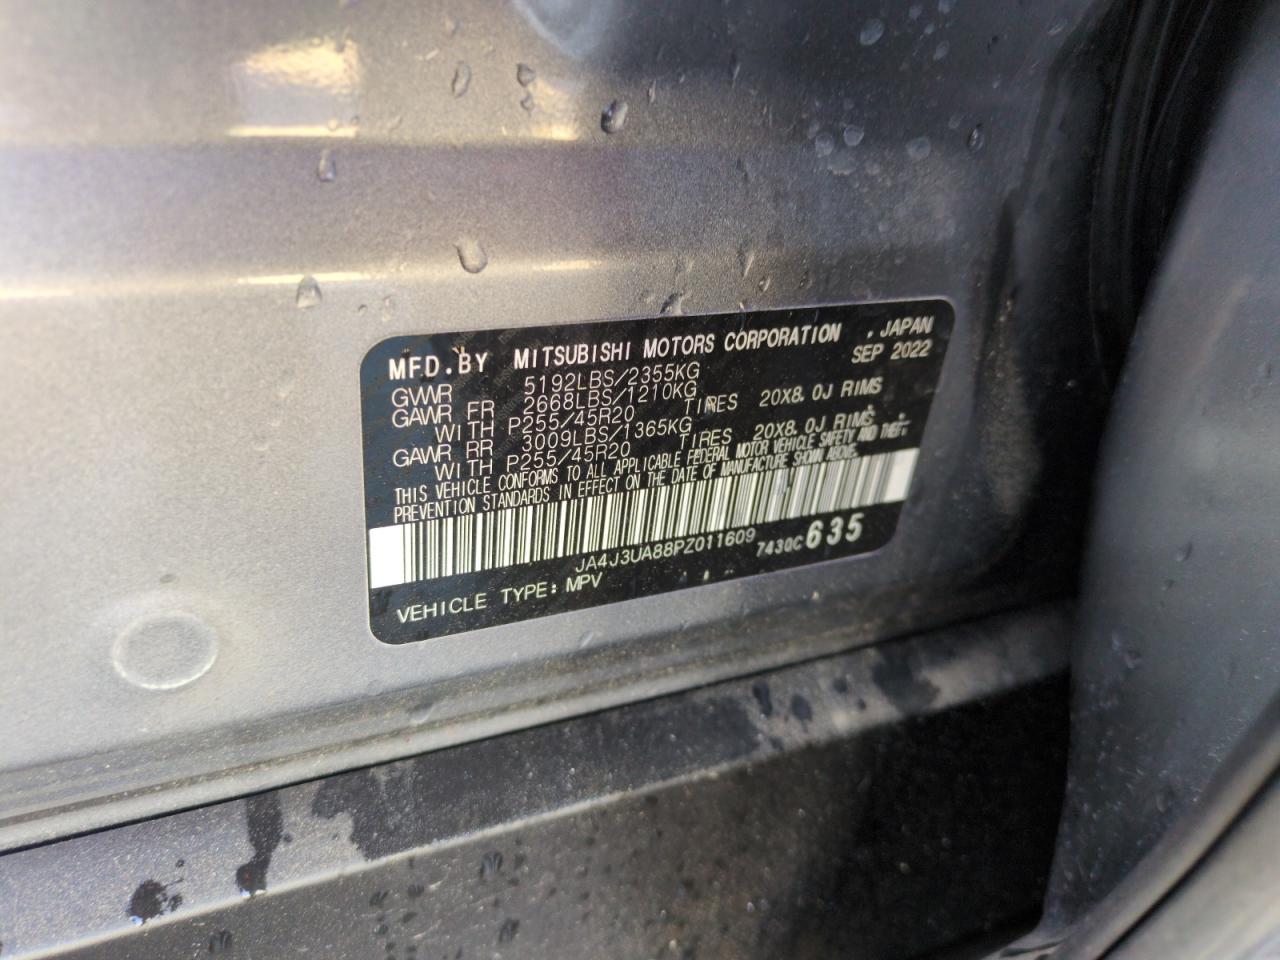 MFD.BY MITSUBISHI MOTORS CORPORATION , JAPAN
SEP 2022
GVWR 5192LBS/2355KG
GAWR FR 2668LBS/1210KG
WITH P255/45R20 TIRES 20X8.0J RIMS
GAWR RR 3009LBS/1365KG
WITH P255/45R20 TIRES 20X8.0J RIMS
THIS VEHICLE CONFORMS TO ALL APPLICABLE FEDERAL MOTOR VEHICLE SAFETY AND THEFT
PREVENTION STANDARDS IN EFFECT ON THE DATE OF MANUFACTURE SHOWN ABOVE.
JA4J3UA88PZ011609 7430C 635
VEHICLE TYPE: MPV